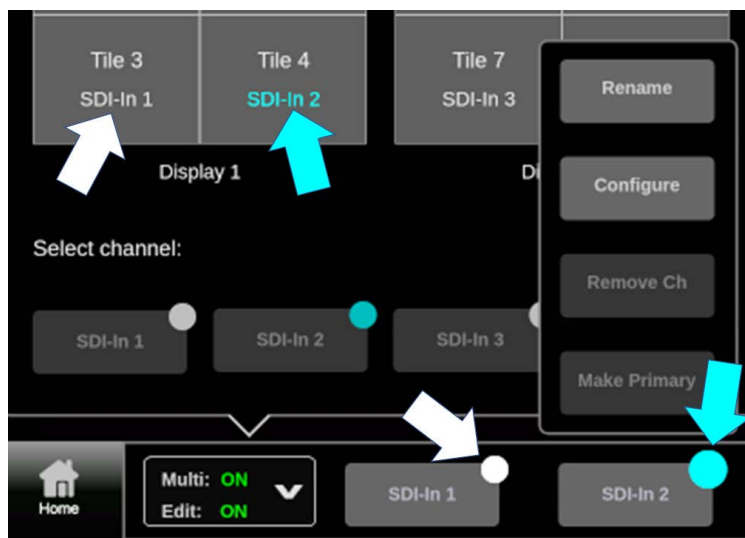 Tile 3
SDI-In 1
Tile 4
SDI-In 2
Tile 7
SDI-In 3
Display 1
Di
Rename
Configure
Remove Ch
Make Primary
Select channel:
SDI-In 1
SDI-In 2
SDI-In 3
Home
Multi: ON
Edit: ON
SDI-In 1
SDI-In 2